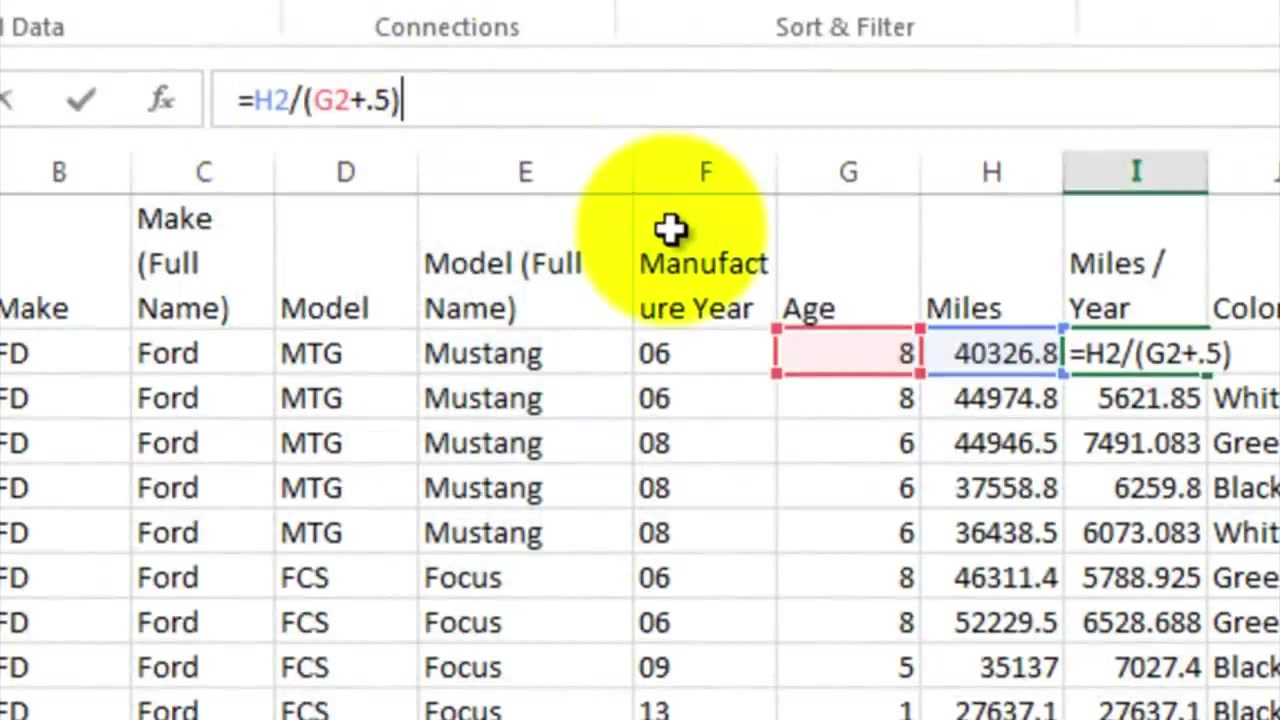 Data
Connections
Sort & Filter
fx
=H2/(G2+.5)
B C D E F G H I
Make
Make (Full Name)
Model
Model (Full Name)
Manufact
ure Year
Age
Miles
Miles / Year
FD Ford MTG Mustang 06 8 40326.8 =H2/(G2+.5)
FD Ford MTG Mustang 06 8 44974.8 5621.85 Whit
FD Ford MTG Mustang 08 6 44946.5 7491.083 Gree
FD Ford MTG Mustang 08 6 37558.8 6259.8 Black
FD Ford MTG Mustang 08 6 36438.5 6073.083 Whit
FD Ford FCS Focus 06 8 46311.4 5788.925 Gree
FD Ford FCS Focus 06 8 52229.5 6528.688 Gree
FD Ford FCS Focus 09 5 35137 7027.4 Black
FD Ford FCS Focus 13 1 27637.1 27637.1 Black